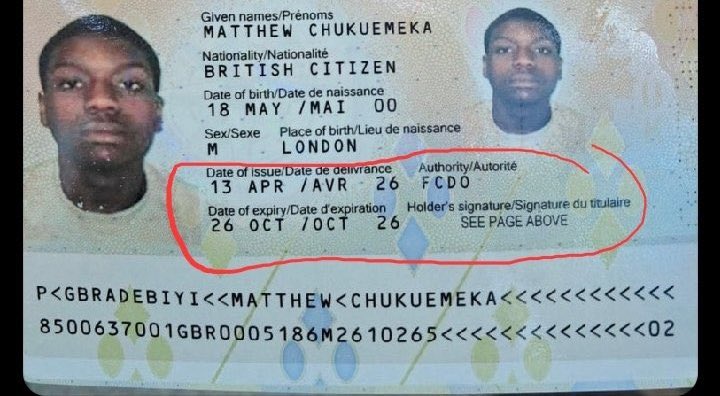 Given names/Prénoms
MATTHEW CHUKUEMEKA
Nationality/Nationalité
BRITISH CITIZEN
Date of birth/Date de naissance
18 MAY /MAI 00
Sex/Sexe Place of birth/Lieu de naissance
M LONDON
Date of issue/Date de délivrance Authority/Autorité
13 APR /AVR 26 FCDO
Date of expiry/Date d'expiration Holder's signature/Signature du titulaire
26 OCT /OCT 26 SEE PAGE ABOVE
P<GBRADEBIYI<<MATTHEW<CHUKUEMEKA<<<<<<<<<<<<
8500637001GBR0005186M2610265<<<<<<<<<<<<<<02